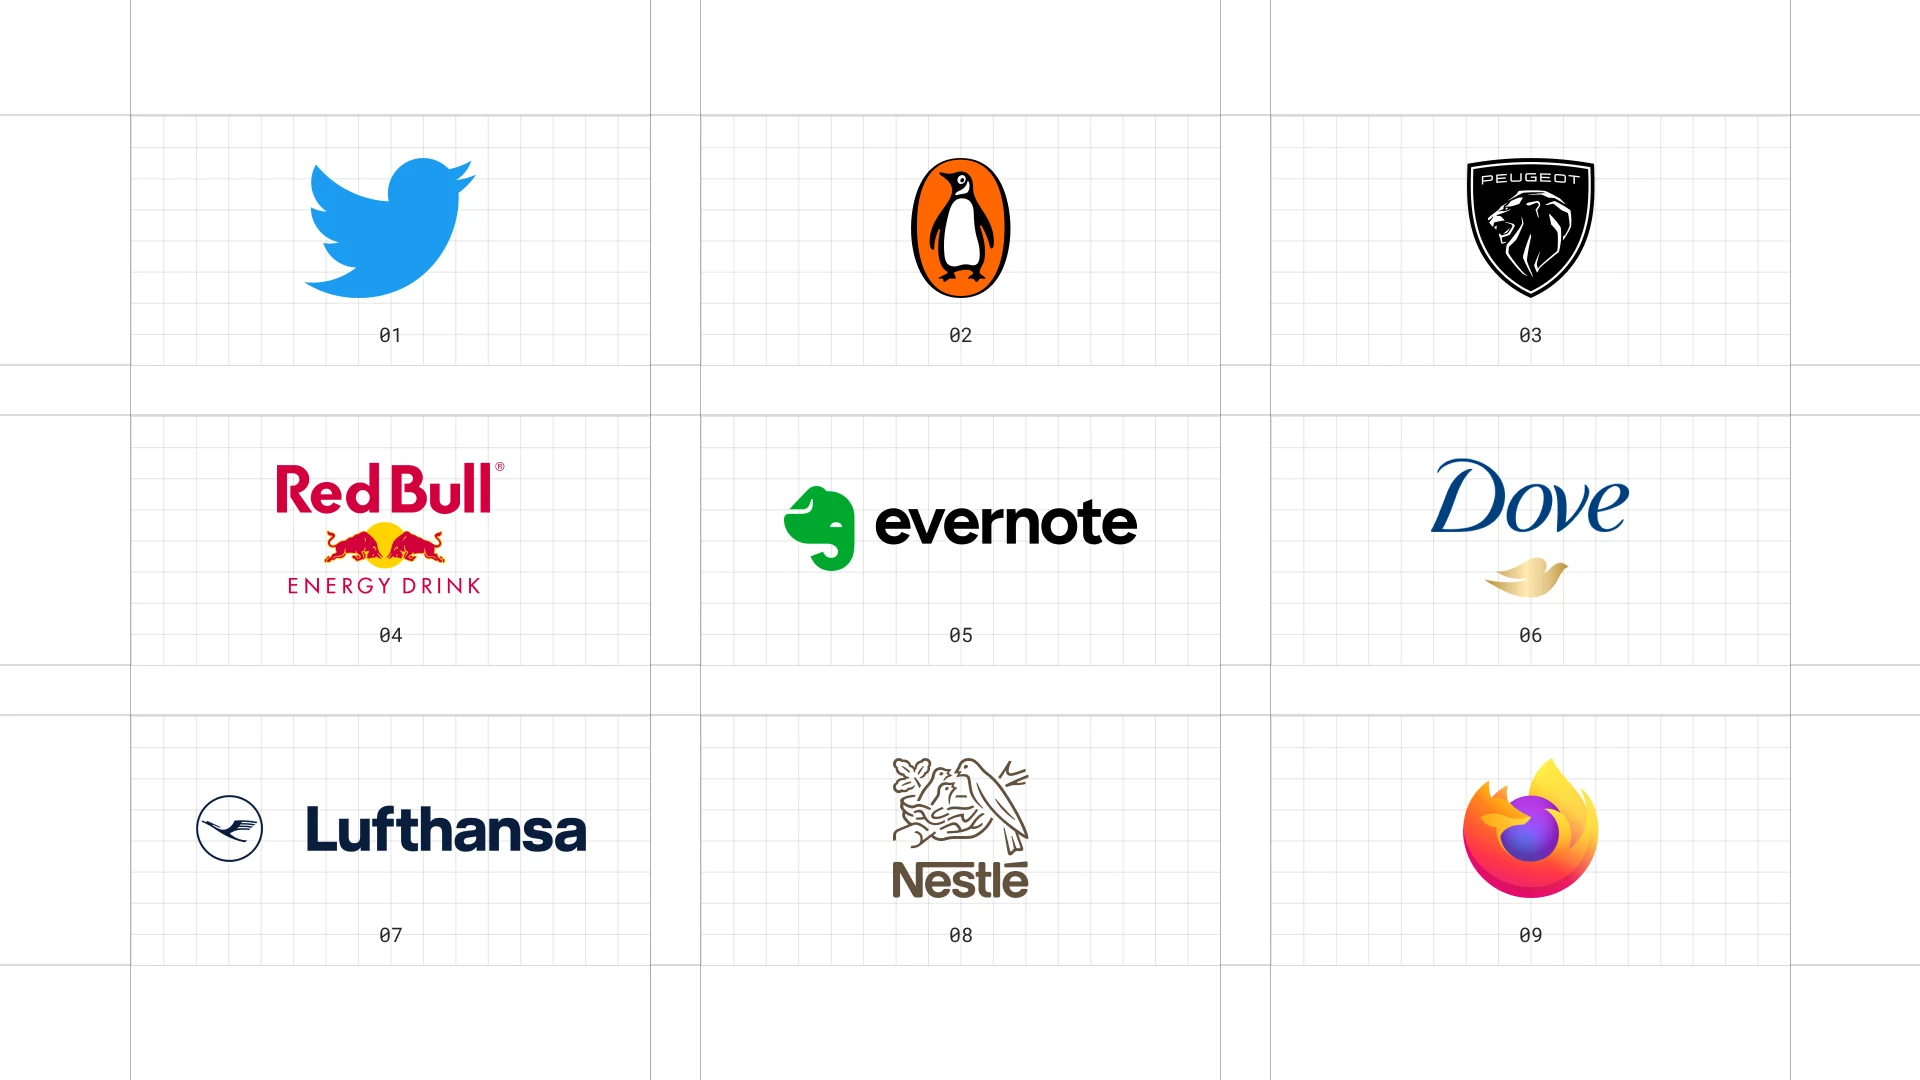 01
02
PEUGEOT
03
Red Bull®
ENERGY DRINK
04
evernote
05
Dove
06
Lufthansa
07
Nestlé
08
09